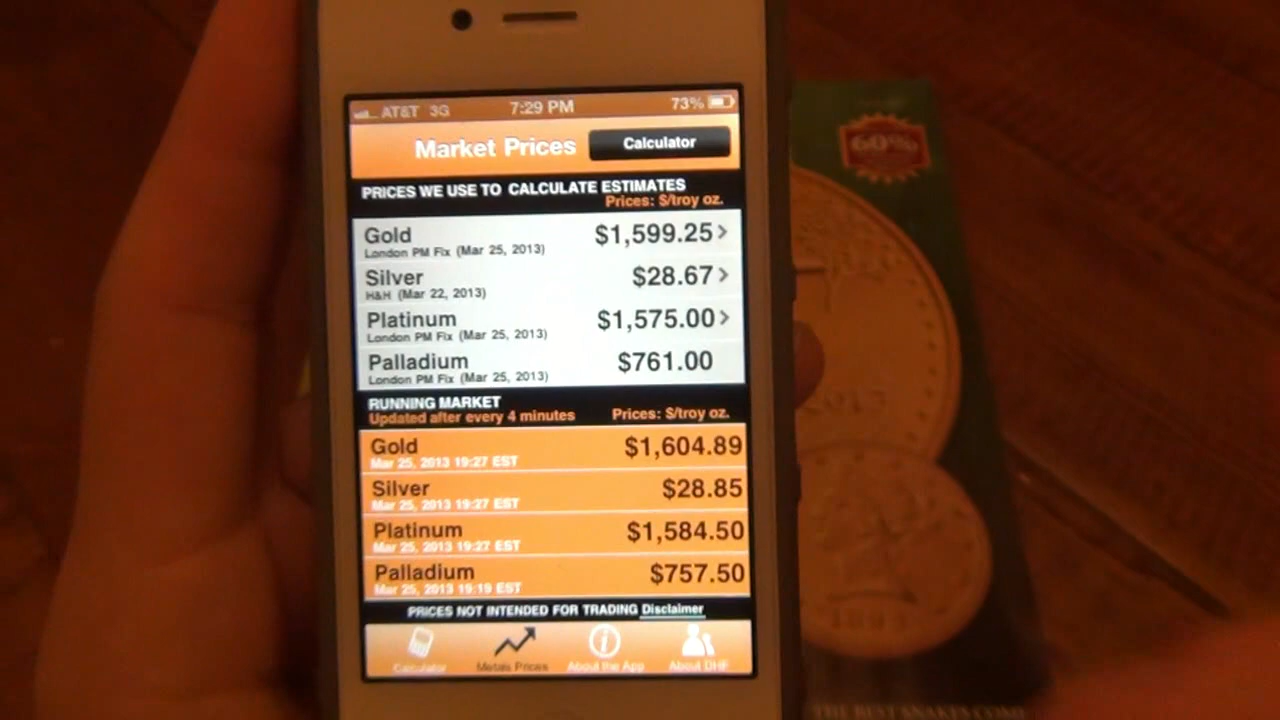 AT&T 3G 7:29 PM 73%
Market Prices Calculator
PRICES WE USE TO CALCULATE ESTIMATES
Prices: $/troy oz.
Gold $1,599.25
London PM Fix (Mar 25, 2013)
Silver $28.67
H&H (Mar 22, 2013)
Platinum $1,575.00
London PM Fix (Mar 25, 2013)
Palladium $761.00
London PM Fix (Mar 25, 2013)
RUNNING MARKET
Updated after every 4 minutes Prices: $/troy oz.
Gold $1,604.89
Mar 25, 2013 19:27 EST
Silver $28.85
Mar 25, 2013 19:27 EST
Platinum $1,584.50
Mar 25, 2013 19:27 EST
Palladium $757.50
Mar 25, 2013 19:19 EST
PRICES NOT INTENDED FOR TRADING Disclaimer
Calculator Metals Prices About the App About DHF
60%
2013